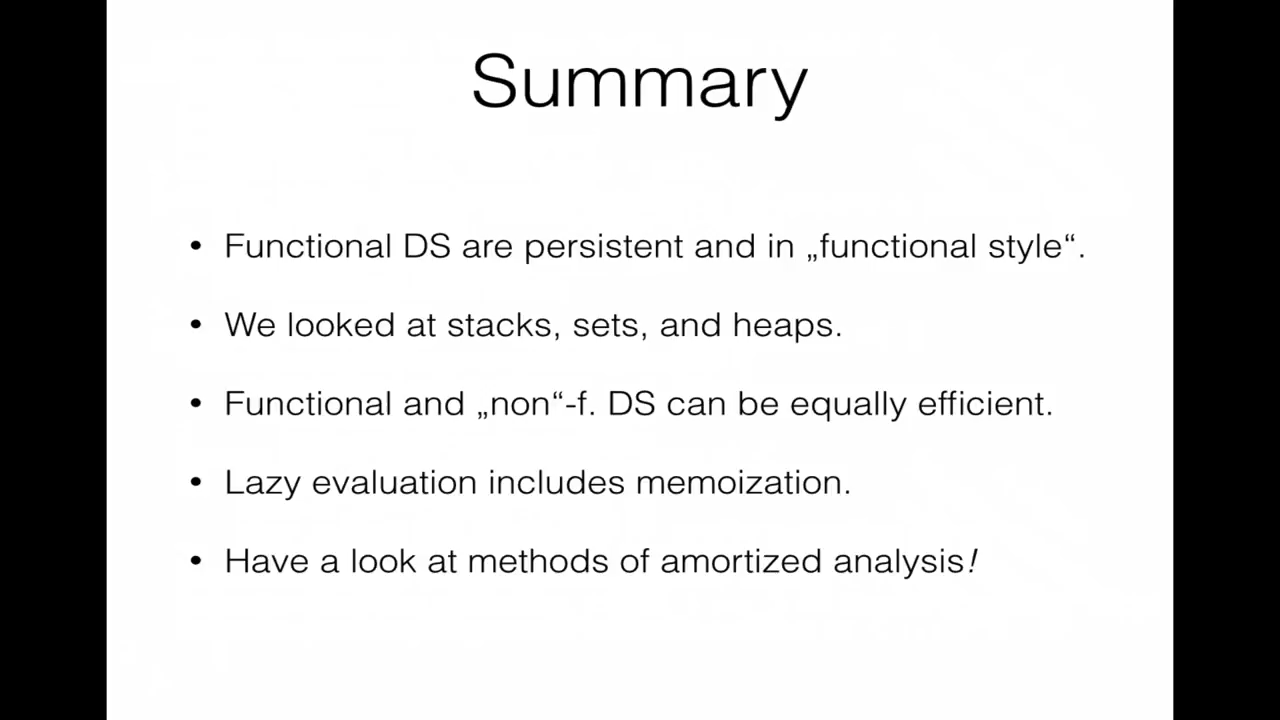 Summary
• Functional DS are persistent and in „functional style“.
• We looked at stacks, sets, and heaps.
• Functional and „non“-f. DS can be equally efficient.
• Lazy evaluation includes memoization.
• Have a look at methods of amortized analysis!